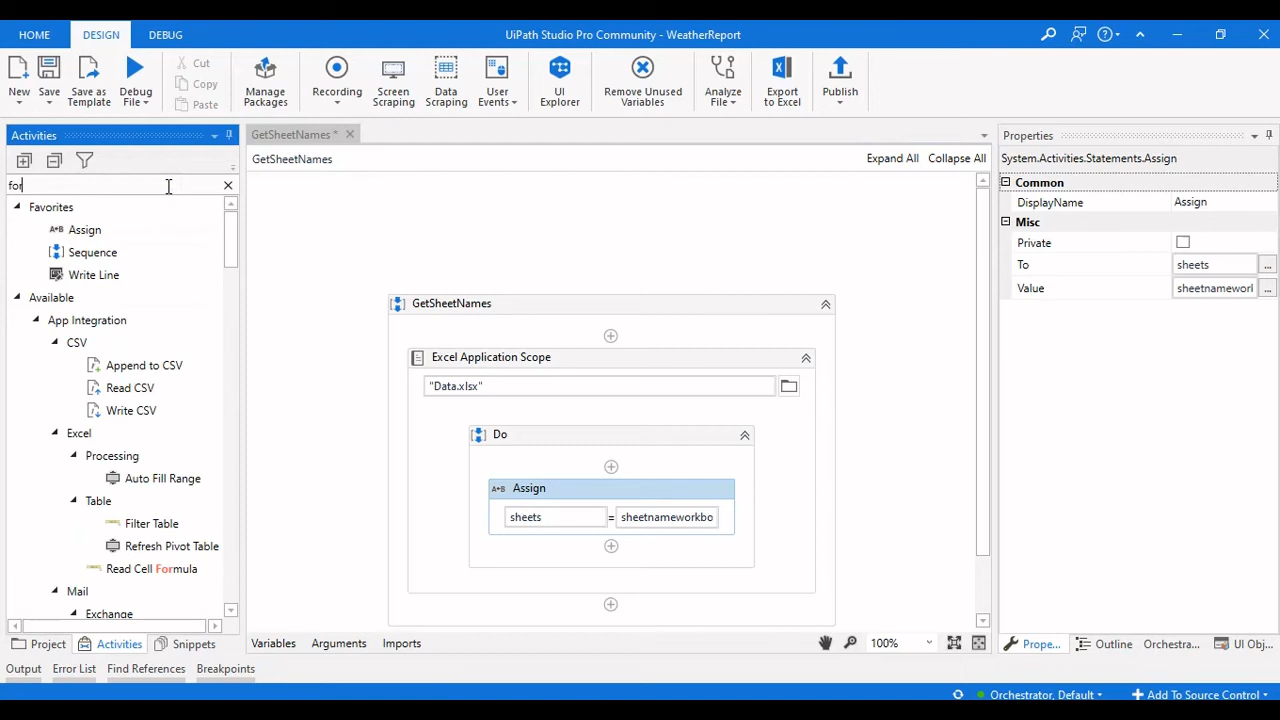 HOME
DESIGN
DEBUG
UiPath Studio Pro Community - WeatherReport
New
Save
Save as Template
Debug File
Cut
Copy
Paste
Manage Packages
Recording
Screen Scraping
Data Scraping
User Events
UI Explorer
Remove Unused Variables
Analyze File
Export to Excel
Publish
Activities
for
Favorites
Assign
Sequence
Write Line
Available
App Integration
CSV
Append to CSV
Read CSV
Write CSV
Excel
Processing
Auto Fill Range
Table
Filter Table
Refresh Pivot Table
Read Cell Formula
Mail
Exchange
Project
Activities
Snippets
GetSheetNames *
GetSheetNames
Expand All
Collapse All
GetSheetNames
Excel Application Scope
"Data.xlsx"
Do
A+B Assign
sheets = sheetnameworkbo
Variables
Arguments
Imports
100%
Properties
System.Activities.Statements.Assign
Common
DisplayName Assign
Misc
Private
To sheets ...
Value sheetnameworl ...
Prope...
Outline
Orchestra...
UI Obj...
Output
Error List
Find References
Breakpoints
Orchestrator, Default
Add To Source Control